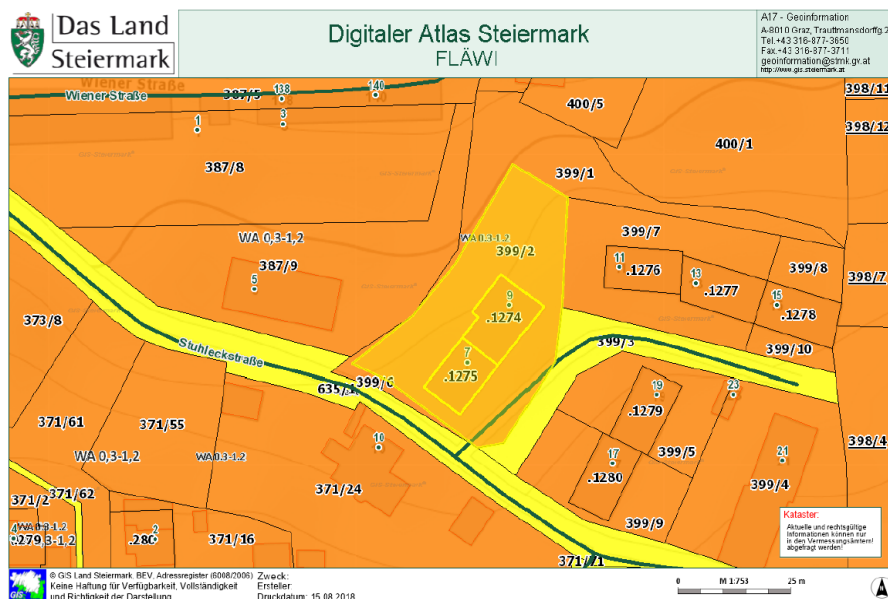 Das Land
Steiermark
Digitaler Atlas Steiermark
FLÄWI
A17 - Geoinformation
A-8010 Graz, Trauttmansdorffg.2
Tel.+43 316-877-3650
Fax.+43 316-877-3711
geoinformation@stmk.gv.at
http://www.gis.steiermark.at
Wiener Straße
Wiener Straße
387/5
138
140
398/11
1
3
400/5
398/12
400/1
387/8
399/1
399/7
WA 0,3-1,2
WA0.3-1.2
399/2
387/9
11
.1276
399/8
13
.1277
398/7
5
9
.1274
15
.1278
373/8
Stuhleckstraße
399/3
399/10
7
.1275
635/1
399/6
19
23
.1279
371/61
371/55
10
399/5
398/4
WA 0,3-1,2
WA0.3-1.2
17
.1280
21
399/4
371/24
371/2
371/62
399/9
4
WA0.3-1.2
.279
0,3-1,2
2
.280
371/16
371/71
Kataster:
Aktuelle und rechtsgültige
Informationen können nur
in den Vermessungsämtern
abgefragt werden!
GIS
© GIS Land Steiermark, BEV, Adressregister (6008/2006)
Keine Haftung für Verfügbarkeit, Vollständigkeit
und Richtigkeit der Darstellung
Zweck:
Ersteller
Druckdatum: 15.08.2018
0 M 1:753 25 m